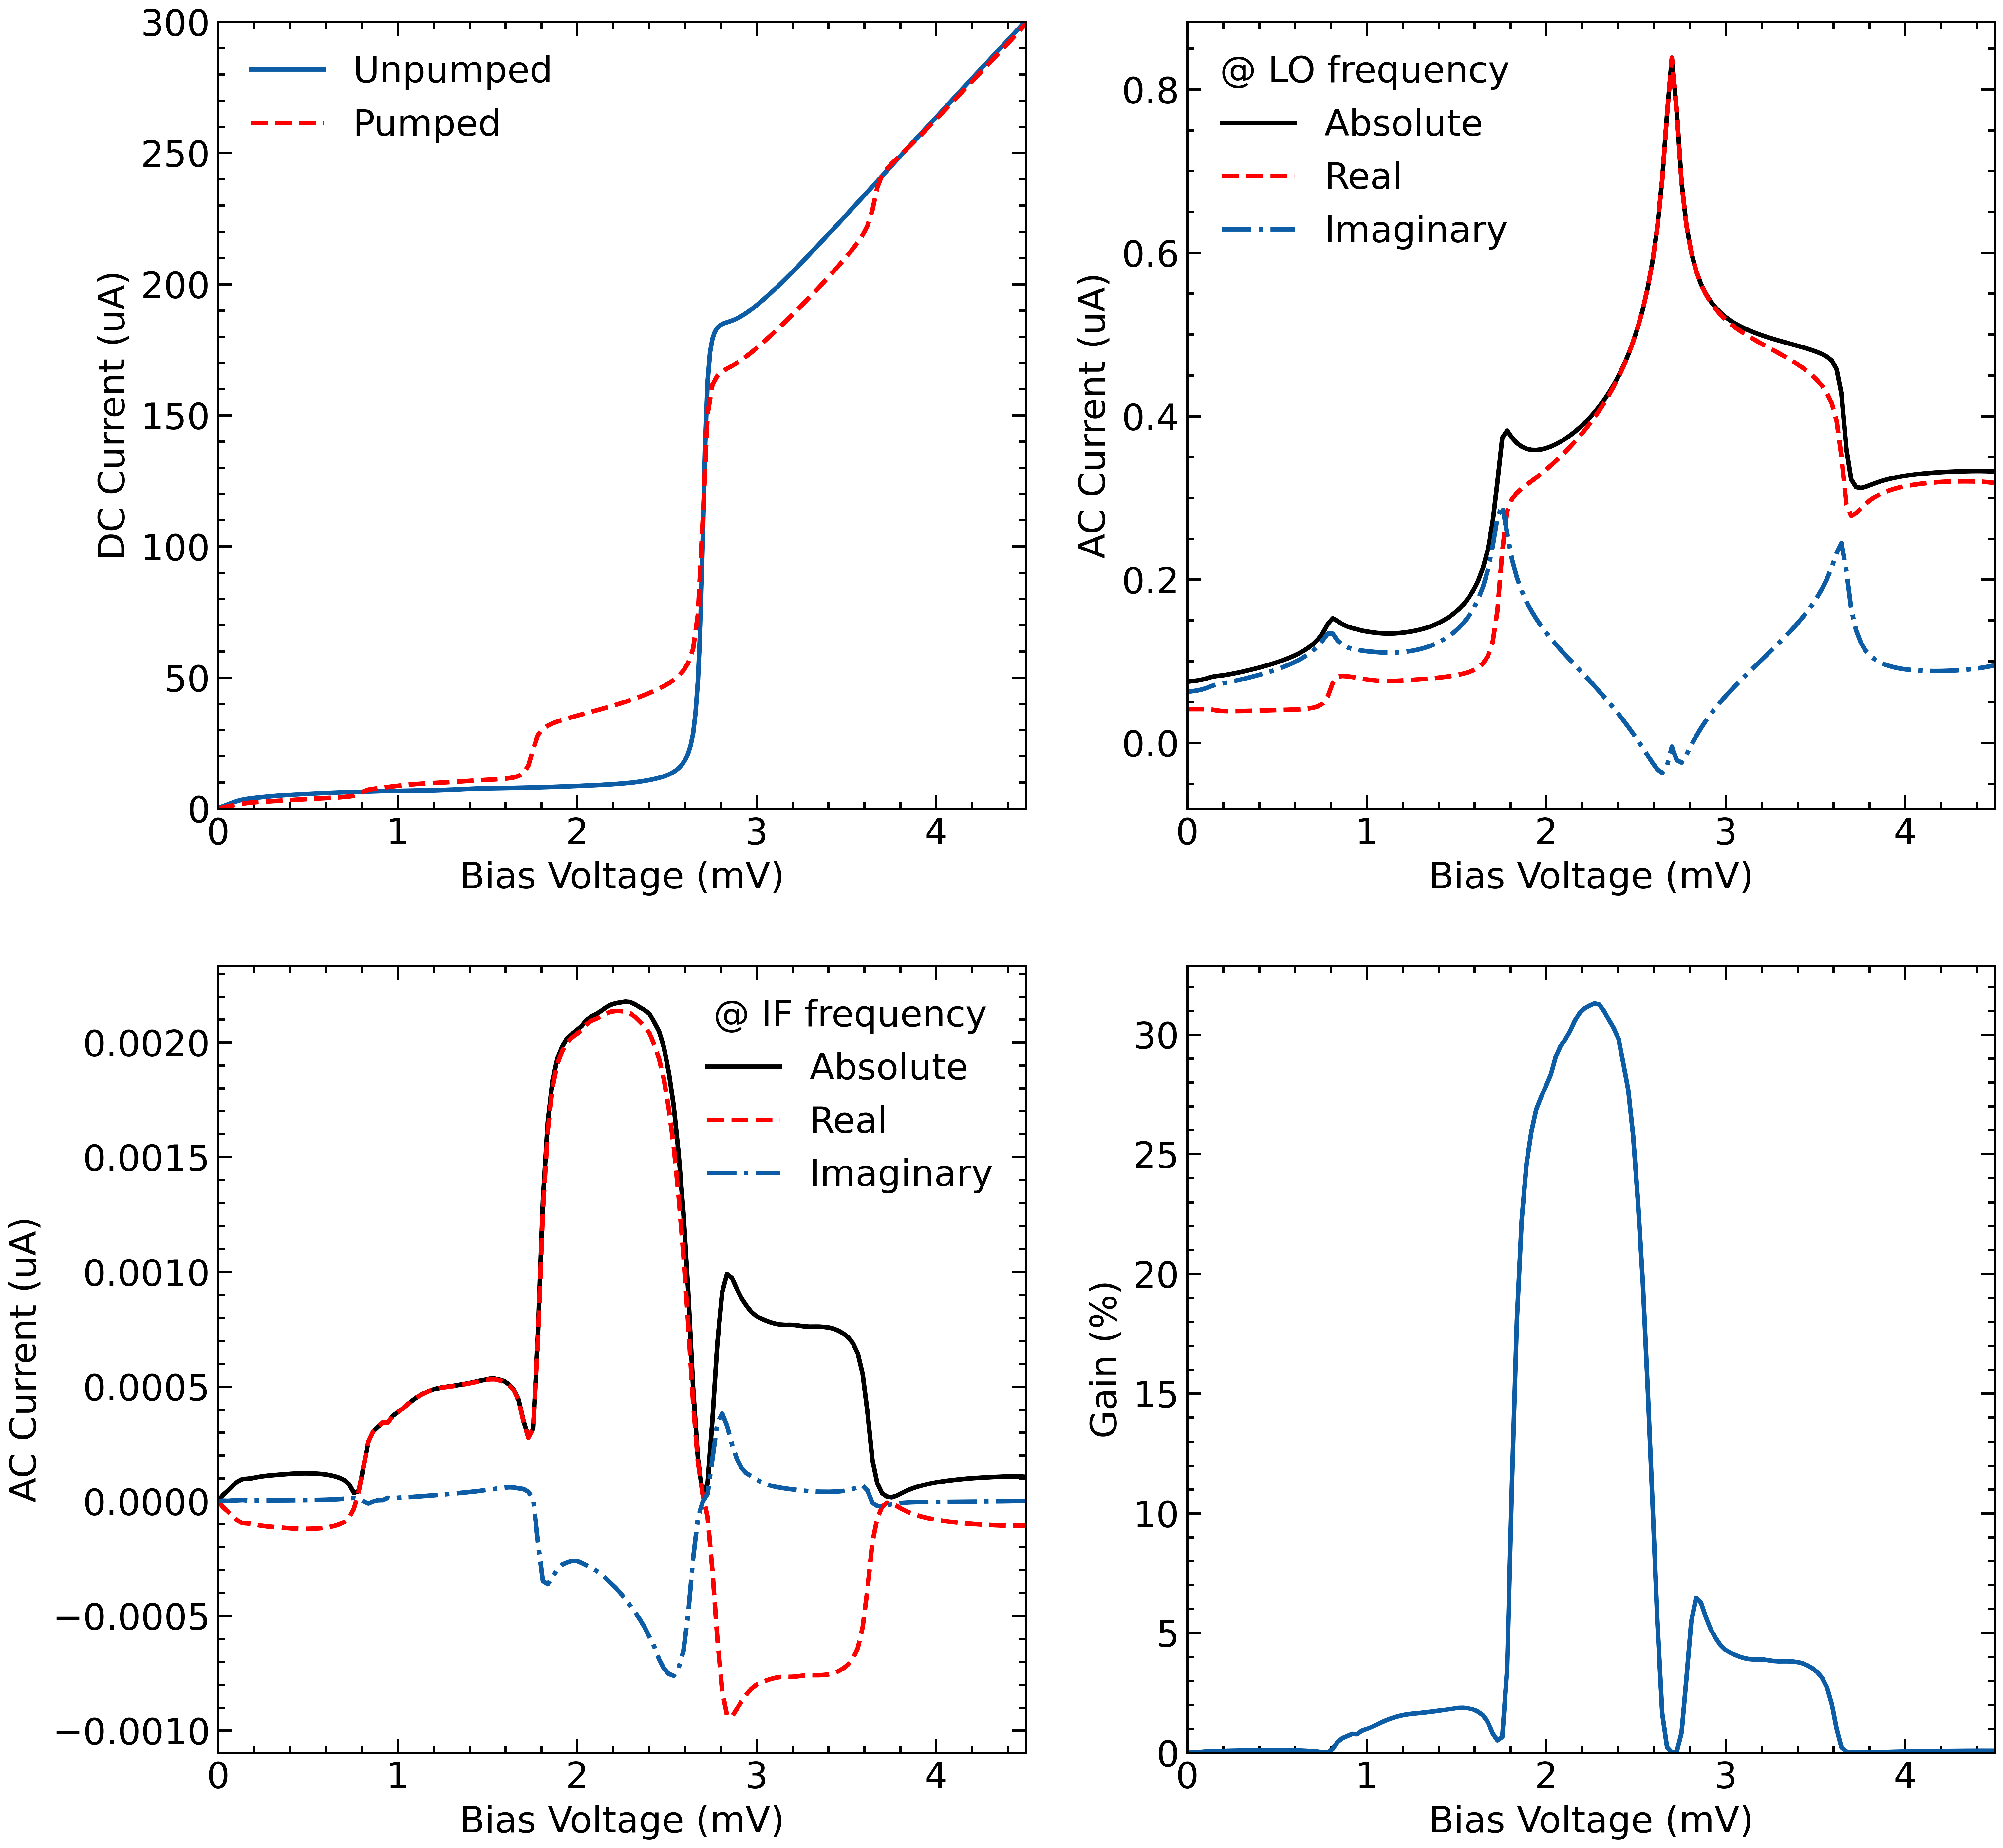 300
250
200
150
100
50
0
DC Current (uA)
Unpumped
Pumped
0 1 2 3 4
Bias Voltage (mV)
0.8
0.6
0.4
0.2
0.0
AC Current (uA)
@ LO frequency
Absolute
Real
Imaginary
0 1 2 3 4
Bias Voltage (mV)
0.0020
0.0015
0.0010
0.0005
0.0000
−0.0005
−0.0010
AC Current (uA)
@ IF frequency
Absolute
Real
Imaginary
0 1 2 3 4
Bias Voltage (mV)
30
25
20
15
10
5
0
Gain (%)
0 1 2 3 4
Bias Voltage (mV)